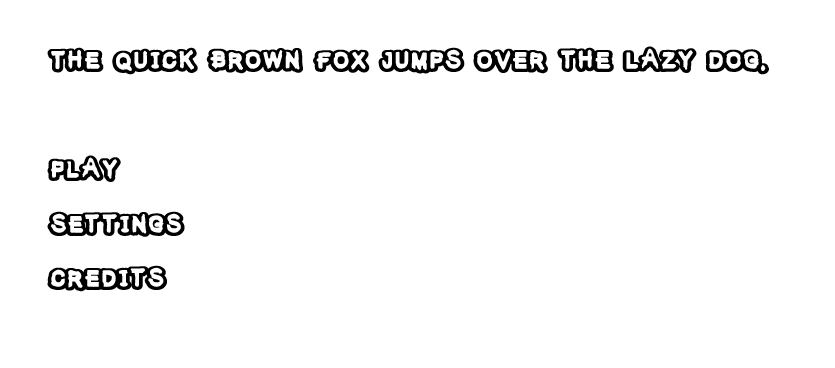 THE QUICK BROWN FOX JUMPS OVER THE LAZY DOG.
PLAY
SETTINGS
CREDITS